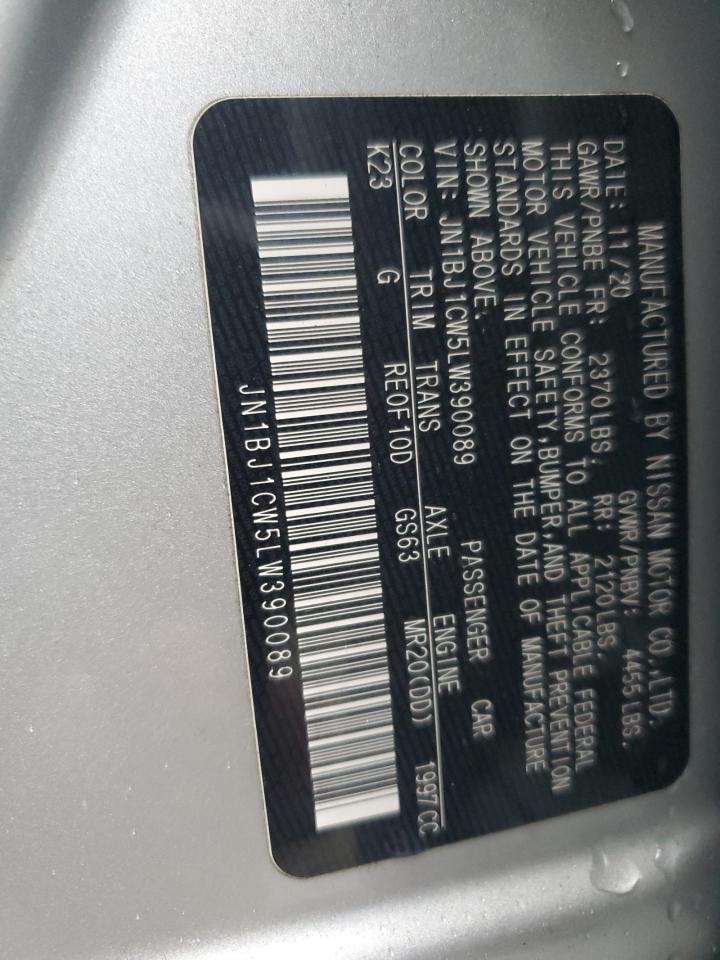 MANUFACTURED BY NISSAN MOTOR CO.,LTD.
DATE: 11/20 GVWR/PNBV: 4455 LBS,
GAWR/PNBE FR: 2370LBS, RR: 2120LBS,
THIS VEHICLE CONFORMS TO ALL APPLICABLE FEDERAL
MOTOR VEHICLE SAFETY,BUMPER,AND THEFT PREVENTION
STANDARDS IN EFFECT ON THE DATE OF MANUFACTURE
SHOWN ABOVE.
VIN: JN1BJ1CW5LW390089 PASSENGER CAR
COLOR TRIM TRANS AXLE ENGINE
K23 G RE0F10D GS63 MR20(DD) 1997CC
JN1BJ1CW5LW390089